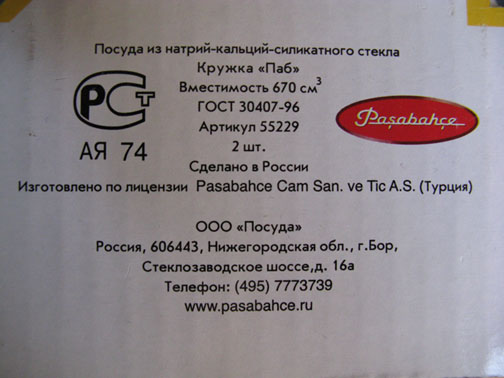 Посуда из натрий-кальций-силикатного стекла
Кружка «Паб»
Вместимость 670 см³
ГОСТ 30407-96
Артикул 55229
2 шт.
Сделано в России
Изготовлено по лицензии Pasabahce Cam San. ve Tic A.S. (Турция)
РСТ
АЯ 74
Paşabahçe
ООО «Посуда»
Россия, 606443, Нижегородская обл., г.Бор,
Стеклозаводское шоссе,д. 16а
Телефон: (495) 7773739
www.pasabahce.ru